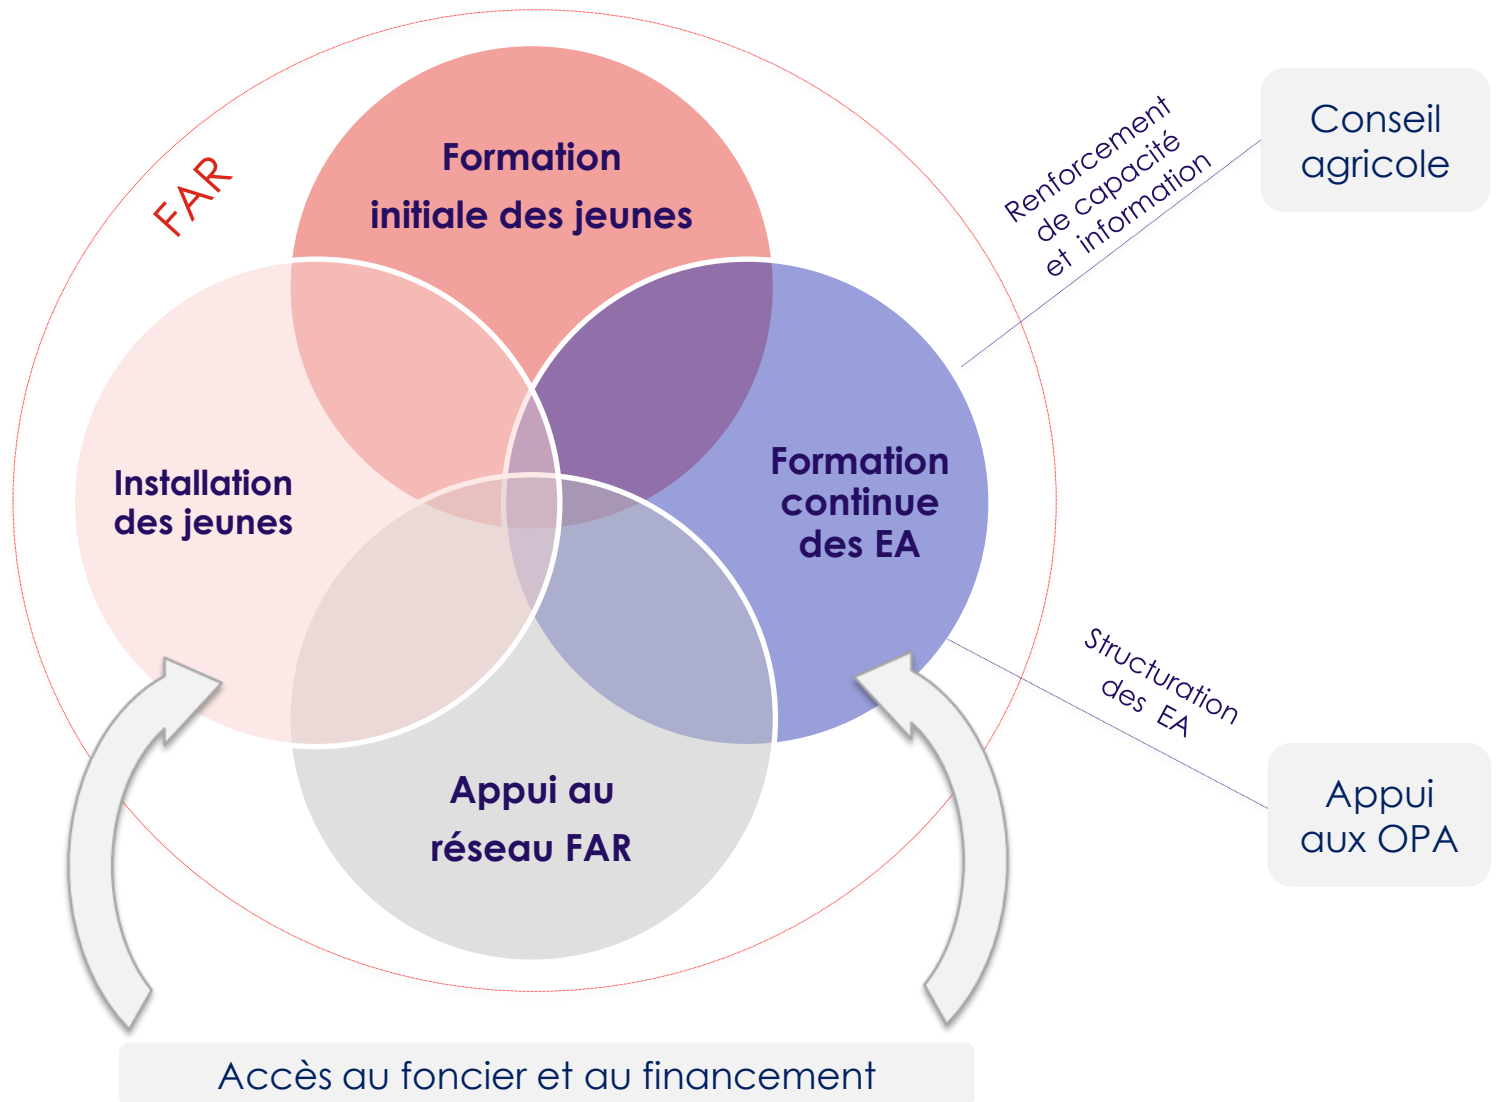 FAR
Formation
initiale des jeunes
Renforcement
de capacité
et information
Conseil
agricole
Installation
des jeunes
Formation
continue
des EA
Structuration
des EA
Appui au
réseau FAR
Appui
aux OPA
Accès au foncier et au financement